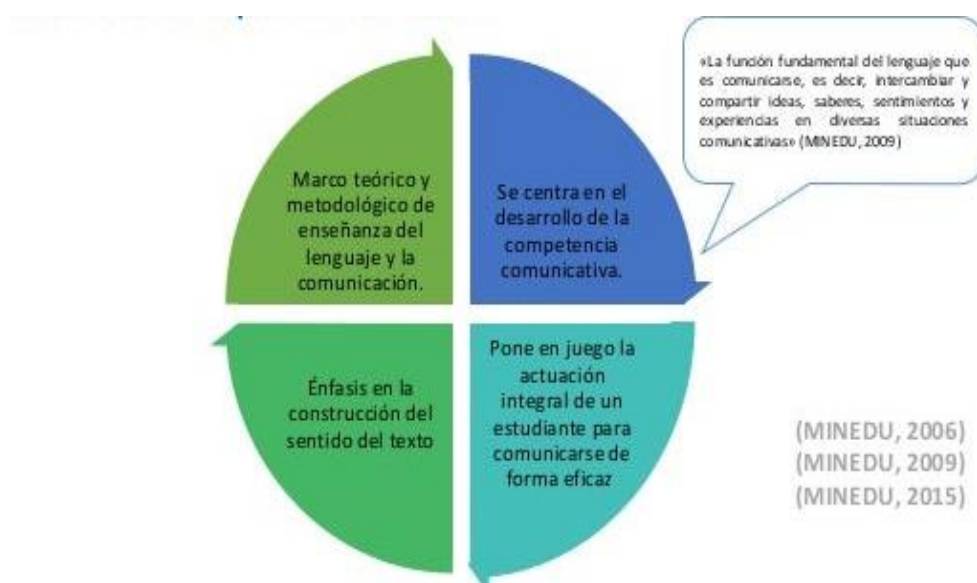 Marco teórico y
metodológico de
enseñanza del
lenguaje y la
comunicación.
Se centra en el
desarrollo de la
competencia
comunicativa.
«La función fundamental del lenguaje que
es comunicarse, es decir, intercambiar y
compartir ideas, saberes, sentimientos y
experiencias en diversas situaciones
comunicativas» (MINEDU, 2009)
Énfasis en la
construcción del
sentido del texto
Pone en juego la
actuación
integral de un
estudiante para
comunicarse de
forma eficaz
(MINEDU, 2006)
(MINEDU, 2009)
(MINEDU, 2015)